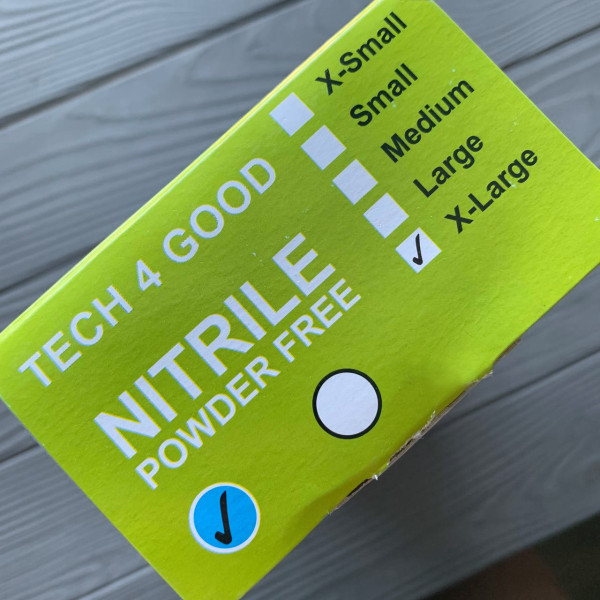 TECH 4 GOOD
NITRILE
POWDER FREE
X-Small
Small
Medium
Large
X-Large